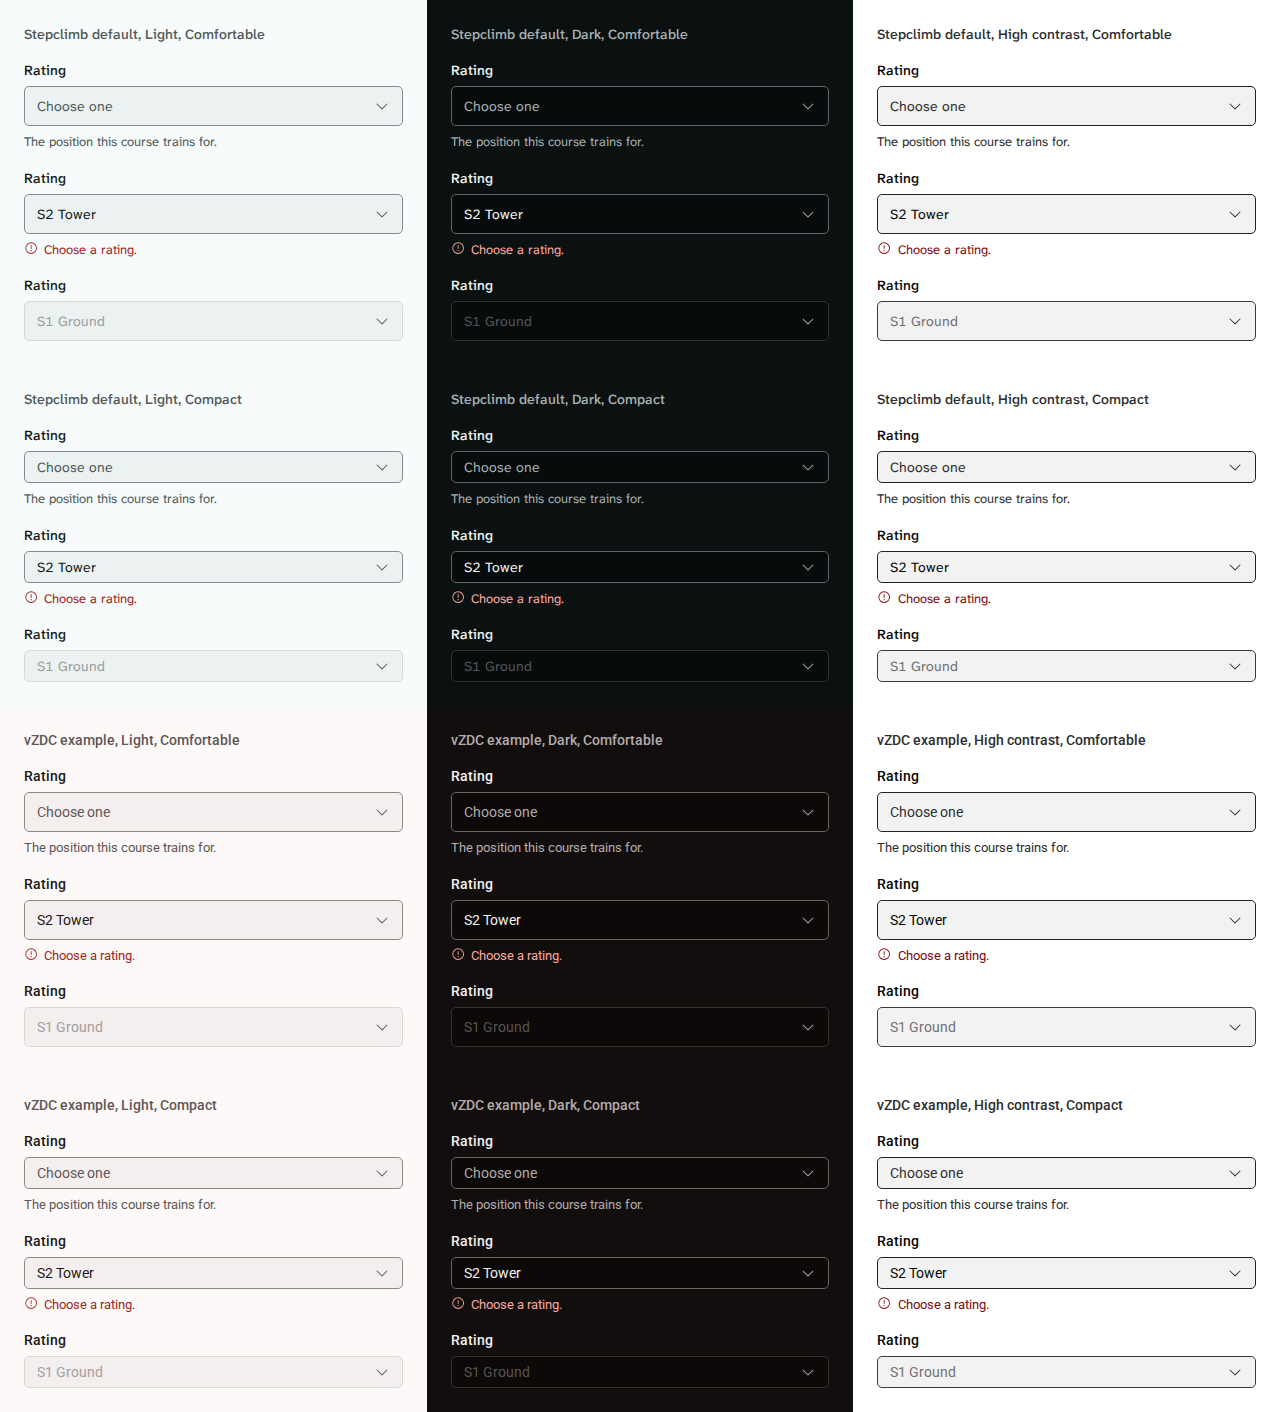 Stepclimb default, Light, Comfortable
Rating
Choose one
The position this course trains for.
Rating
S2 Tower
Choose a rating.
Rating
S1 Ground
Stepclimb default, Dark, Comfortable
Rating
Choose one
The position this course trains for.
Rating
S2 Tower
Choose a rating.
Rating
S1 Ground
Stepclimb default, High contrast, Comfortable
Rating
Choose one
The position this course trains for.
Rating
S2 Tower
Choose a rating.
Rating
S1 Ground
Stepclimb default, Light, Compact
Rating
Choose one
The position this course trains for.
Rating
S2 Tower
Choose a rating.
Rating
S1 Ground
Stepclimb default, Dark, Compact
Rating
Choose one
The position this course trains for.
Rating
S2 Tower
Choose a rating.
Rating
S1 Ground
Stepclimb default, High contrast, Compact
Rating
Choose one
The position this course trains for.
Rating
S2 Tower
Choose a rating.
Rating
S1 Ground
vZDC example, Light, Comfortable
Rating
Choose one
The position this course trains for.
Rating
S2 Tower
Choose a rating.
Rating
S1 Ground
vZDC example, Dark, Comfortable
Rating
Choose one
The position this course trains for.
Rating
S2 Tower
Choose a rating.
Rating
S1 Ground
vZDC example, High contrast, Comfortable
Rating
Choose one
The position this course trains for.
Rating
S2 Tower
Choose a rating.
Rating
S1 Ground
vZDC example, Light, Compact
Rating
Choose one
The position this course trains for.
Rating
S2 Tower
Choose a rating.
Rating
S1 Ground
vZDC example, Dark, Compact
Rating
Choose one
The position this course trains for.
Rating
S2 Tower
Choose a rating.
Rating
S1 Ground
vZDC example, High contrast, Compact
Rating
Choose one
The position this course trains for.
Rating
S2 Tower
Choose a rating.
Rating
S1 Ground